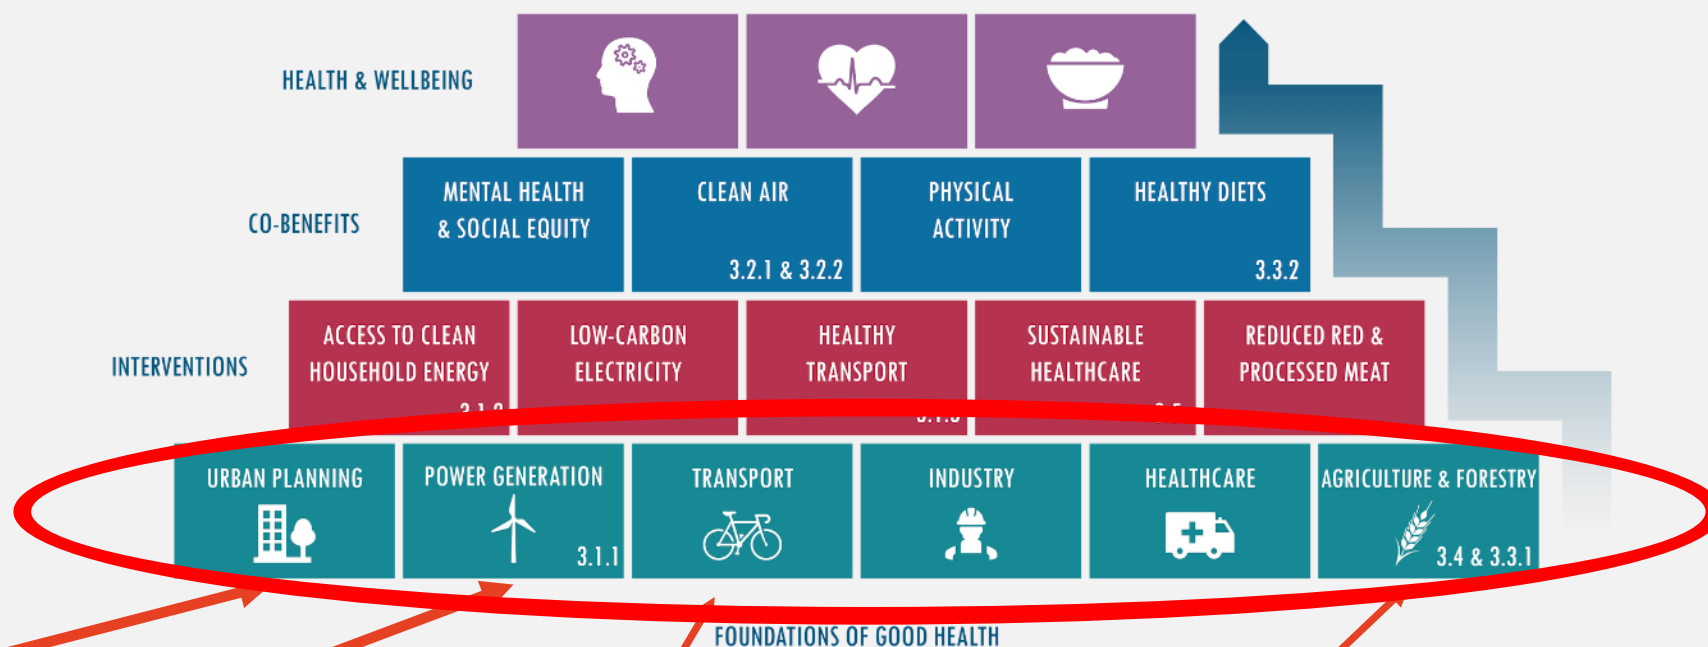 HEALTH & WELLBEING
CO-BENEFITS
MENTAL HEALTH
& SOCIAL EQUITY
CLEAN AIR
3.2.1 & 3.2.2
PHYSICAL
ACTIVITY
HEALTHY DIETS
3.3.2
INTERVENTIONS
ACCESS TO CLEAN
HOUSEHOLD ENERGY
LOW-CARBON
ELECTRICITY
HEALTHY
TRANSPORT
SUSTAINABLE
HEALTHCARE
REDUCED RED &
PROCESSED MEAT
URBAN PLANNING
POWER GENERATION
3.1.1
TRANSPORT
INDUSTRY
HEALTHCARE
AGRICULTURE & FORESTRY
3.4 & 3.3.1
FOUNDATIONS OF GOOD HEALTH